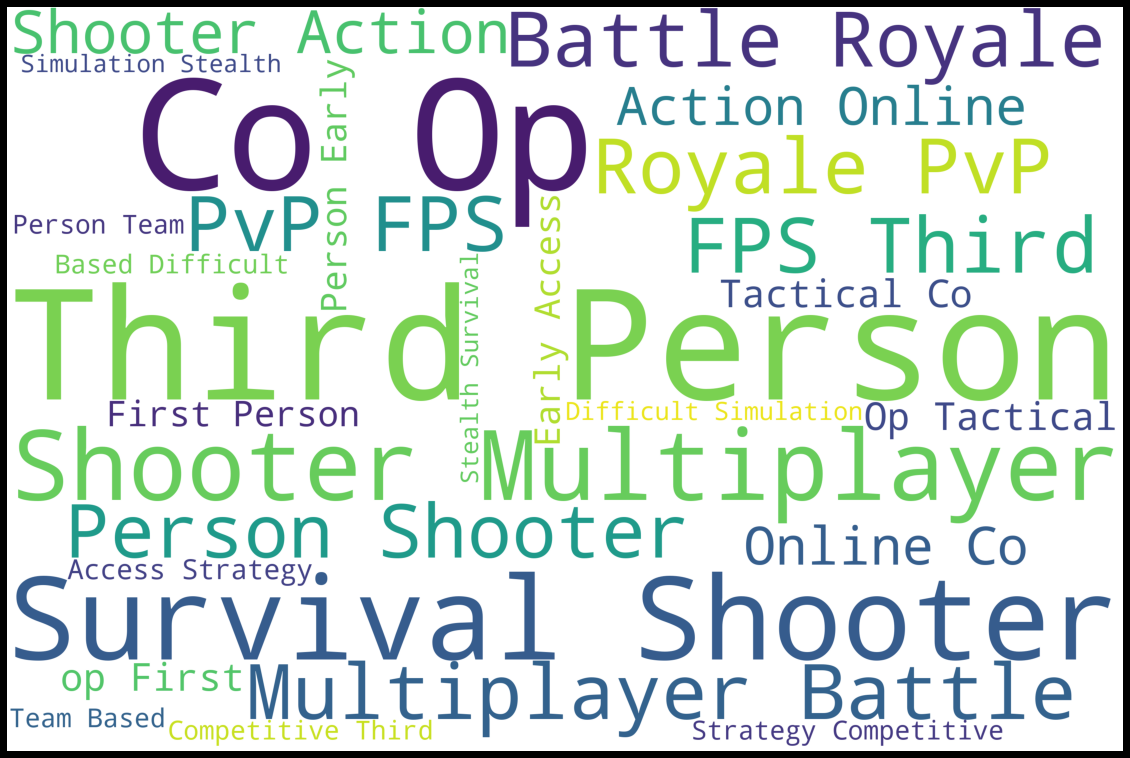 Shooter Action
Battle Royale
Simulation Stealth
Co Op
Person Early
Action Online
Royale PvP
Person Team
PvP FPS
Early Access
FPS Third
Based Difficult
Stealth Survival
Tactical Co
Third Person
First Person
Difficult Simulation
Op Tactical
Shooter Multiplayer
Person Shooter
Online Co
Access Strategy
Survival Shooter
op First
Multiplayer Battle
Team Based
Competitive Third
Strategy Competitive